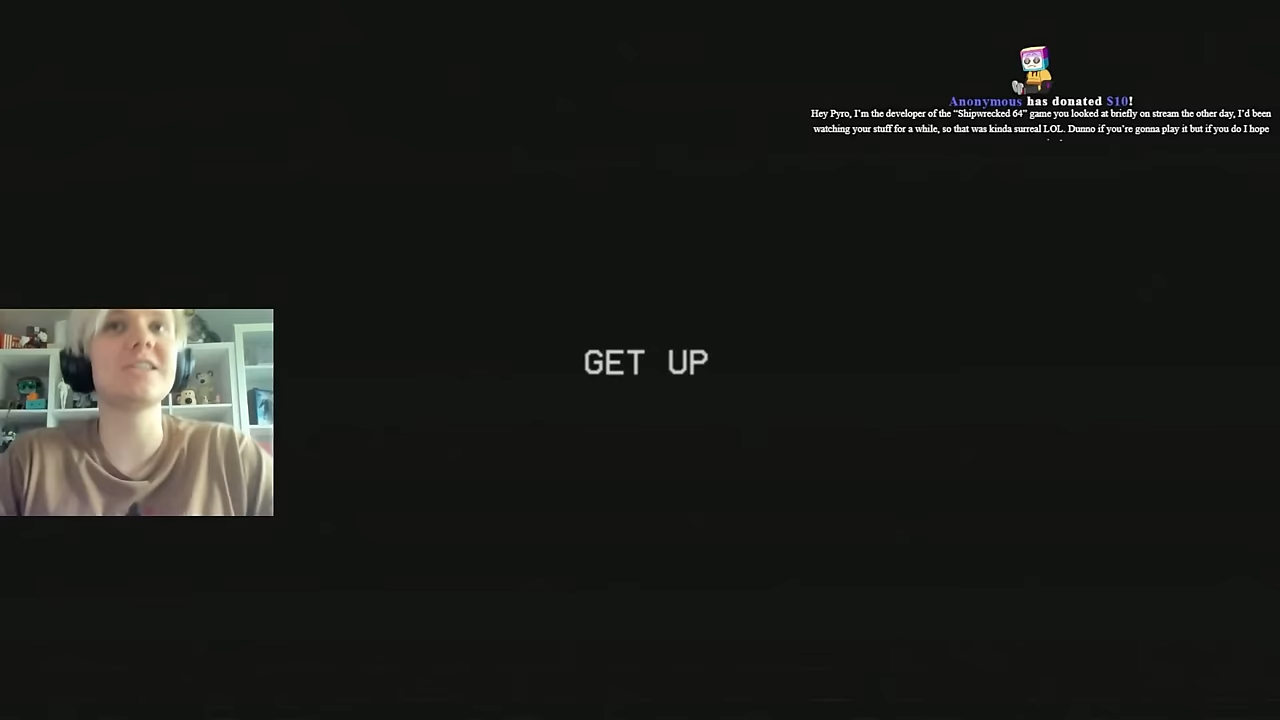 Anonymous has donated $10!
Hey Pyro, I'm the developer of the “Shipwrecked 64” game you looked at briefly on stream the other day, I'd been
watching your stuff for a while, so that was kinda surreal LOL. Dunno if you're gonna play it but if you do I hope
GET UP